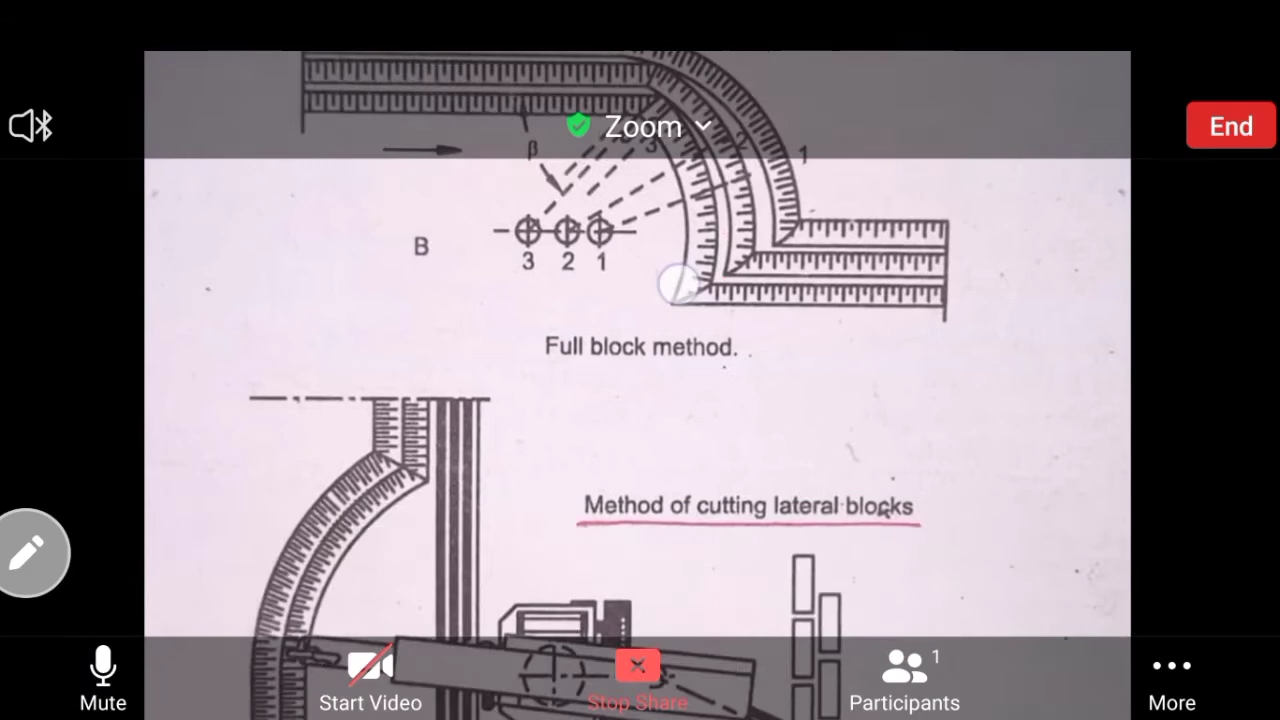 Zoom
End
β
3 2 1
B
3 2 1
Full block method.
Method of cutting lateral blocks
1
Mute
Start Video
Stop Share
Participants
More